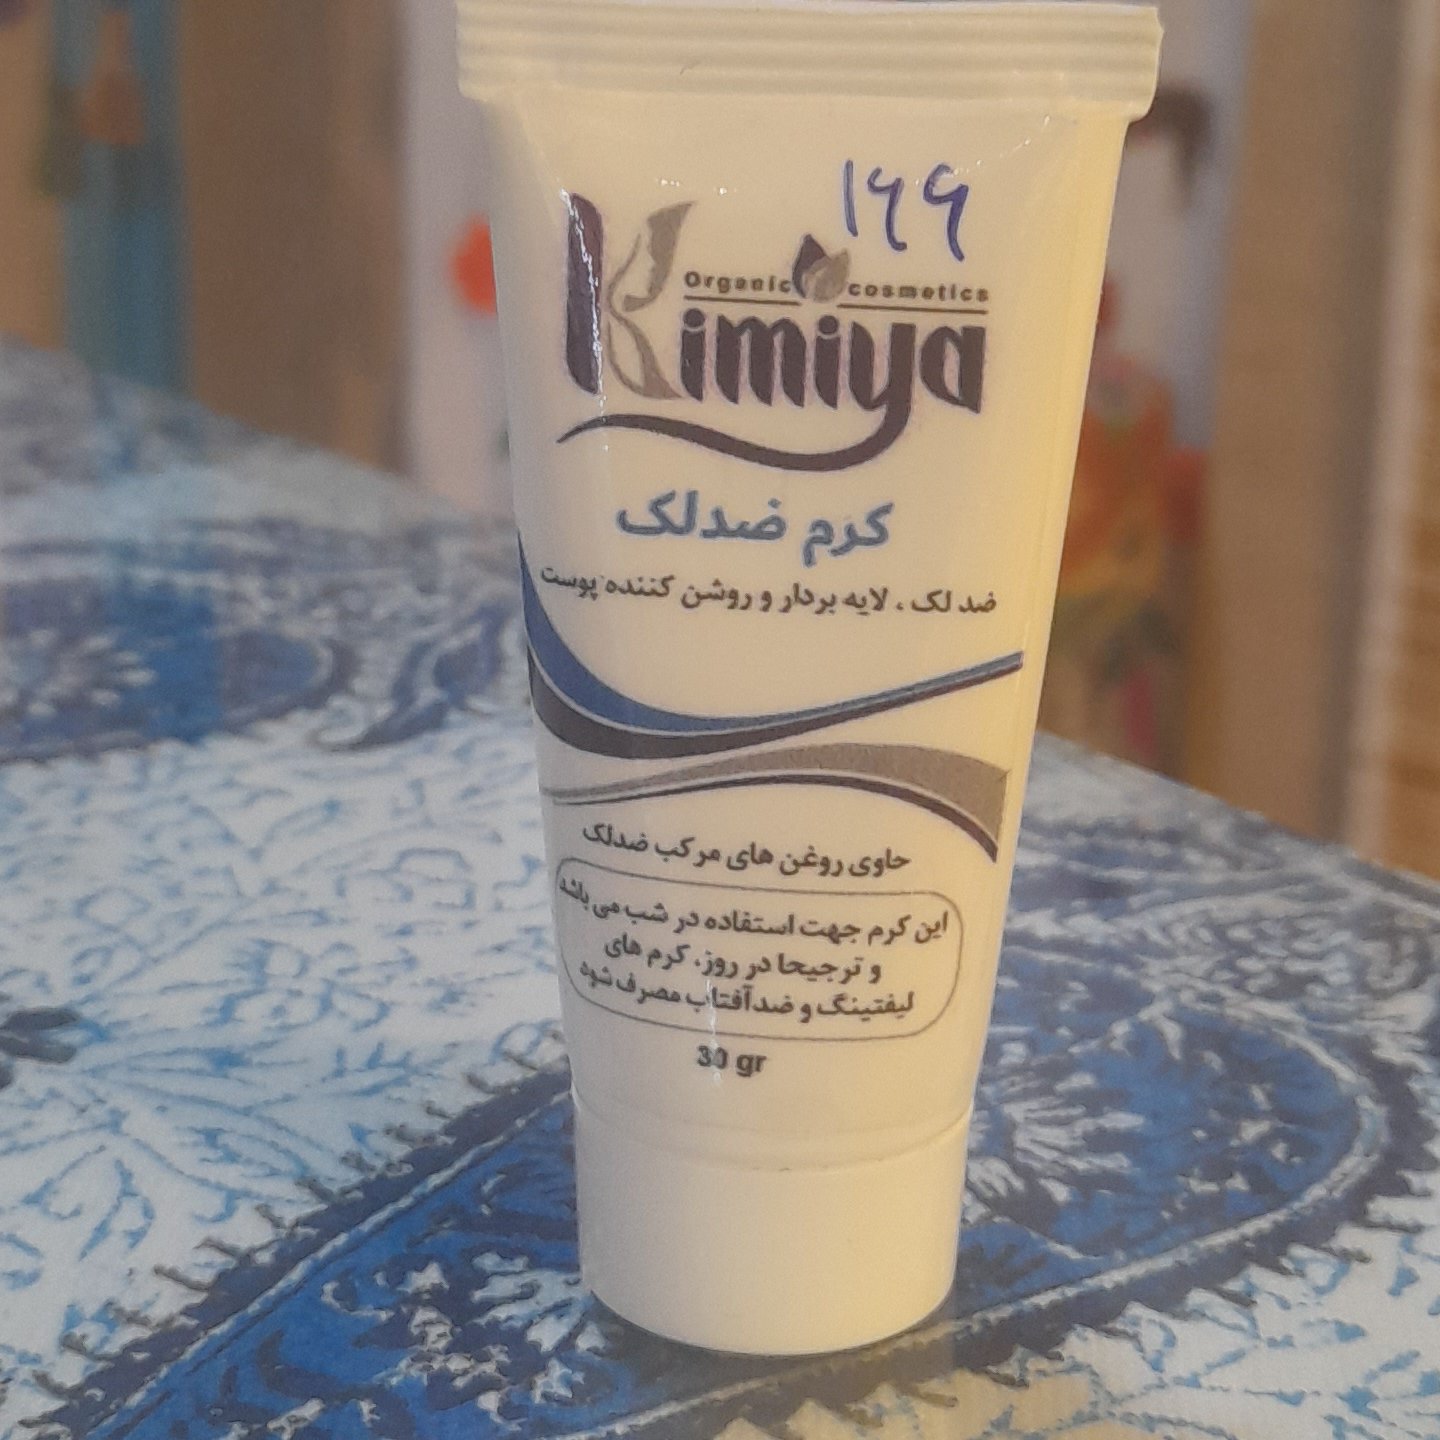 ۱۶۶
Organic cosmetics
Kimiya
کرم ضدلک
ضد لک ، لایه بردار و روشن کننده پوست
حاوی روغن های مرکب ضدلک
این کرم جهت استفاده در شب می باشد
و ترجیحا در روز، کرم های
لیفتینگ و ضدآفتاب مصرف شود
30 gr